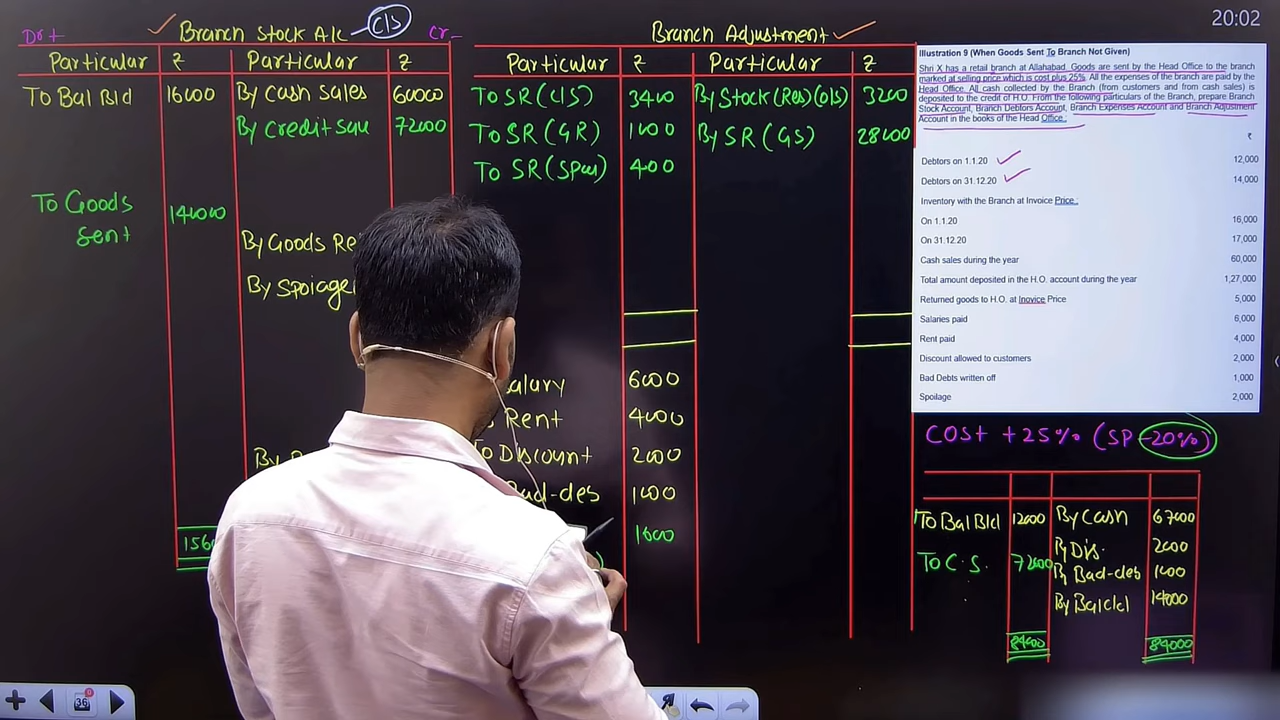 20:02
Dr+ Branch Stock A/c C/S Cr-
Particular ₹ Particular ₹
To Bal B/d 16000 By Cash Sales 60000
By Credit Sale 72000
To Goods Sent 140000
By Goods Re
By Spoiage
Branch Adjustment
Particular ₹ Particular ₹
To SR (C/S) 3400 By Stock (Res) (O/S) 3200
To SR (GR) 1000 By SR (GS) 28000
To SR (Spoi) 400
alary 6000
Rent 4000
To Discount 2000
Bad-des 1000
1600
Illustration 9 (When Goods Sent To Branch Not Given)
Shri X has a retail branch at Allahabad. Goods are sent by the Head Office to the branch
marked at selling price which is cost plus 25%. All the expenses of the branch are paid by the
Head Office. All cash collected by the Branch (from customers and from cash sales) is
deposited to the credit of H.O. From the following particulars of the Branch, prepare Branch
Stock Account, Branch Debtors Account, Branch Expenses Account and Branch Adjustment
Account in the books of the Head Office :
₹
Debtors on 1.1.20 12,000
Debtors on 31.12.20 14,000
Inventory with the Branch at Invoice Price :
On 1.1.20 16,000
On 31.12.20 17,000
Cash sales during the year 60,000
Total amount deposited in the H.O. account during the year 1,27,000
Returned goods to H.O. at Inovice Price 5,000
Salaries paid 6,000
Rent paid 4,000
Discount allowed to customers 2,000
Bad Debts written off 1,000
Spoilage 2,000
Cost +25% (SP -20%)
To Bal B/d 12000 By Cash 67000
By Dis. 2000
To C.S. 72000 By Bad-des 1000
By Bal C/d 14000
84000 84000
36